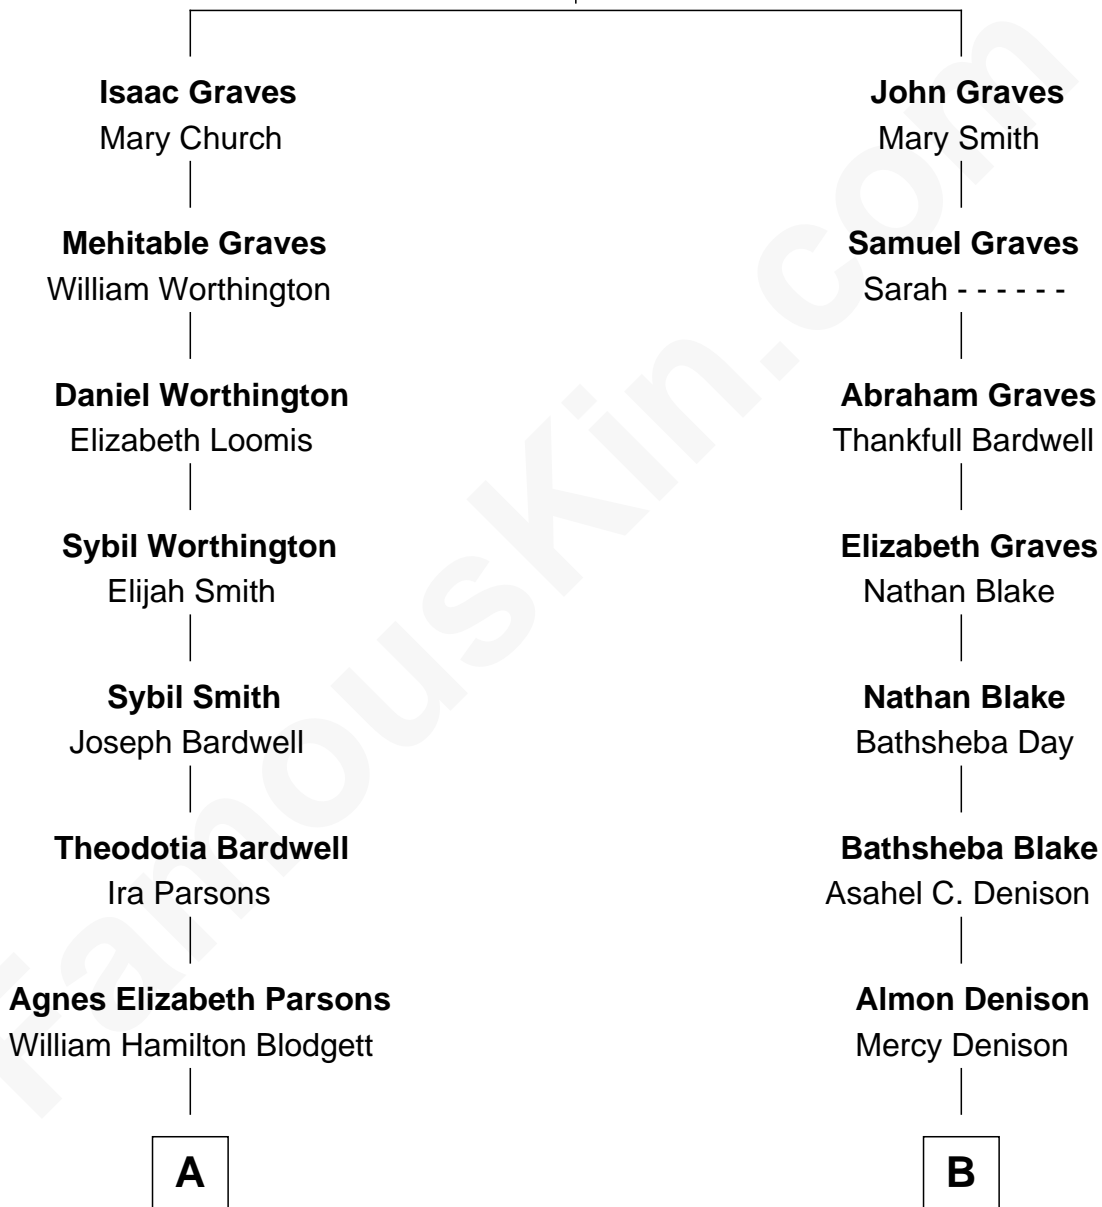 Isaac Graves
Mary Church
John Graves
Mary Smith
Mehitable Graves
William Worthington
Samuel Graves
Sarah - - - - - -
Daniel Worthington
Elizabeth Loomis
Abraham Graves
Thankfull Bardwell
Sybil Worthington
Elijah Smith
Elizabeth Graves
Nathan Blake
Sybil Smith
Joseph Bardwell
Nathan Blake
Bathsheba Day
Theodotia Bardwell
Ira Parsons
Bathsheba Blake
Asahel C. Denison
Agnes Elizabeth Parsons
William Hamilton Blodgett
Almon Denison
Mercy Denison
A
B
FamousKin.com